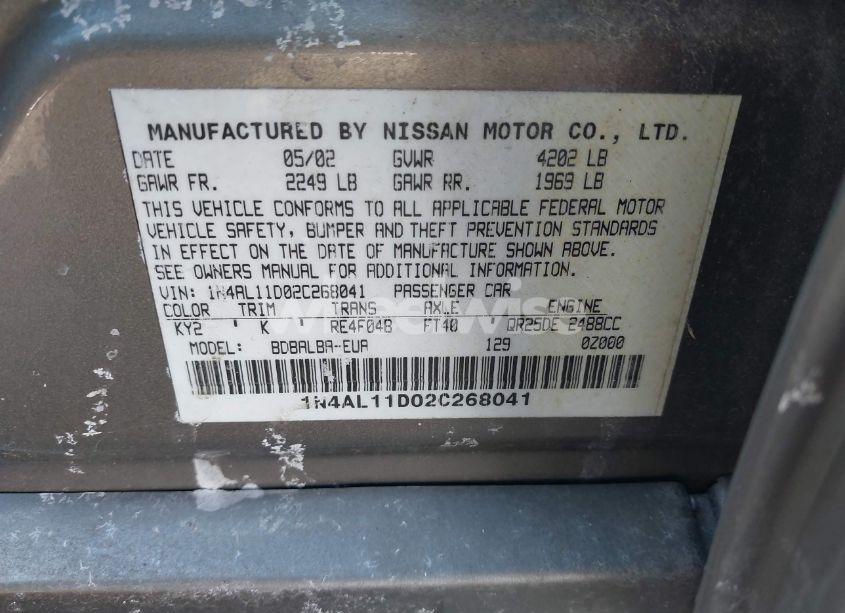 MANUFACTURED BY NISSAN MOTOR CO., LTD.
DATE 05/02 GVWR 4202 LB
GAWR FR. 2249 LB GAWR RR. 1969 LB
THIS VEHICLE CONFORMS TO ALL APPLICABLE FEDERAL MOTOR
VEHICLE SAFETY, BUMPER AND THEFT PREVENTION STANDARDS
IN EFFECT ON THE DATE OF MANUFACTURE SHOWN ABOVE.
SEE OWNERS MANUAL FOR ADDITIONAL INFORMATION.
VIN: 1N4AL11D02C268041 PASSENGER CAR
COLOR TRIM TRANS AXLE ENGINE
KY2 ' K ' RE4F04B FT40 QR25DE 2488CC
MODEL: BDBALBA-EUA 129 0Z000
1N4AL11D02C268041